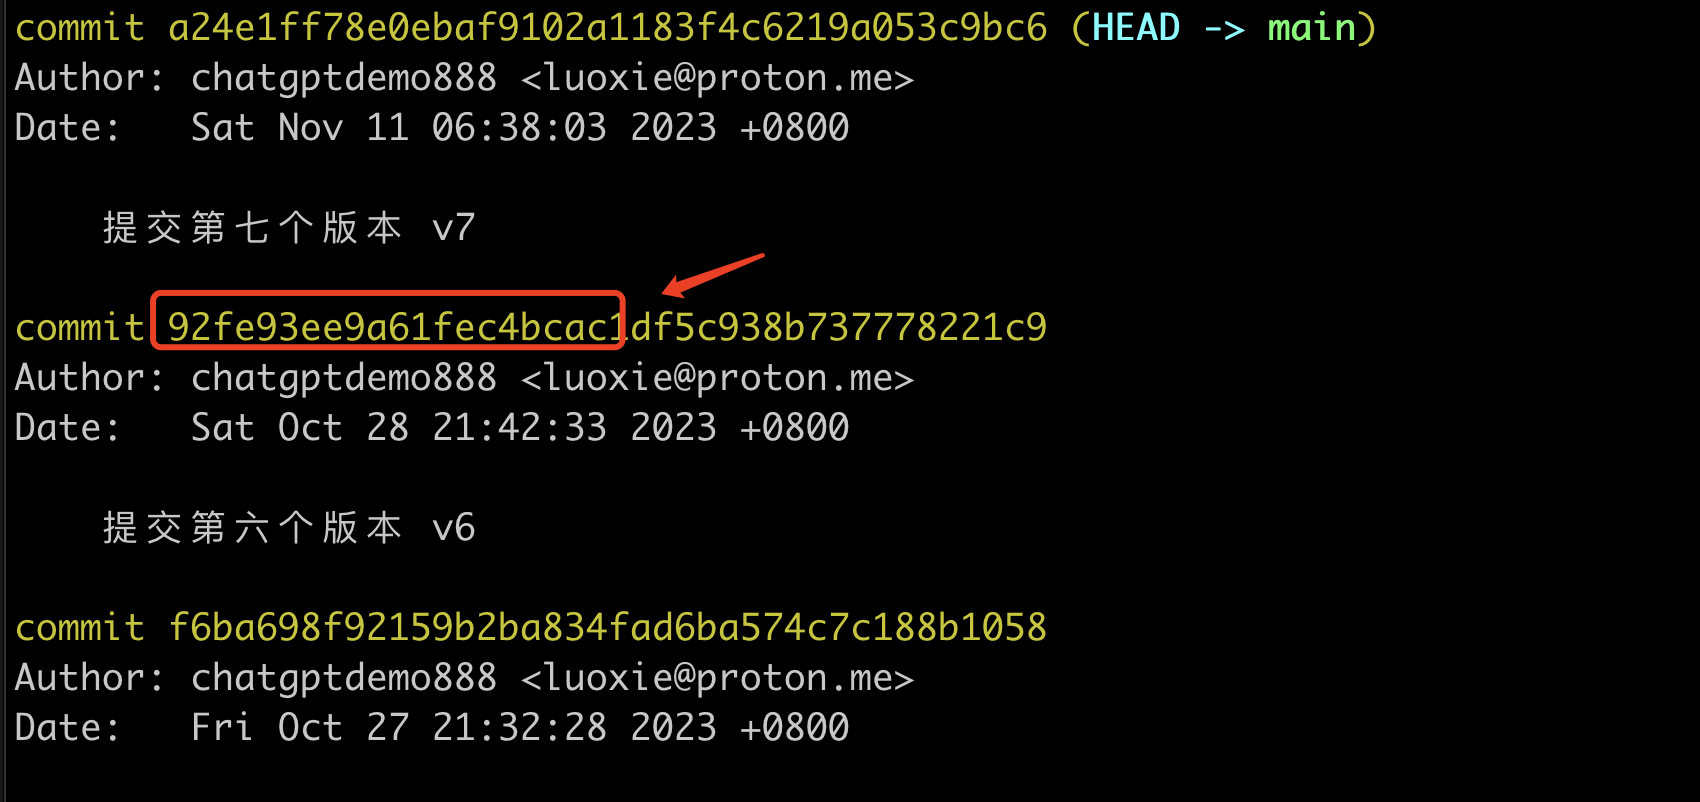 commit a24e1ff78e0ebaf9102a1183f4c6219a053c9bc6 (HEAD -> main)
Author: chatgptdemo888 <luoxie@proton.me>
Date:   Sat Nov 11 06:38:03 2023 +0800
提交第七个版本 v7
commit 92fe93ee9a61fec4bcac1df5c938b737778221c9
Author: chatgptdemo888 <luoxie@proton.me>
Date:   Sat Oct 28 21:42:33 2023 +0800
提交第六个版本 v6
commit f6ba698f92159b2ba834fad6ba574c7c188b1058
Author: chatgptdemo888 <luoxie@proton.me>
Date:   Fri Oct 27 21:32:28 2023 +0800